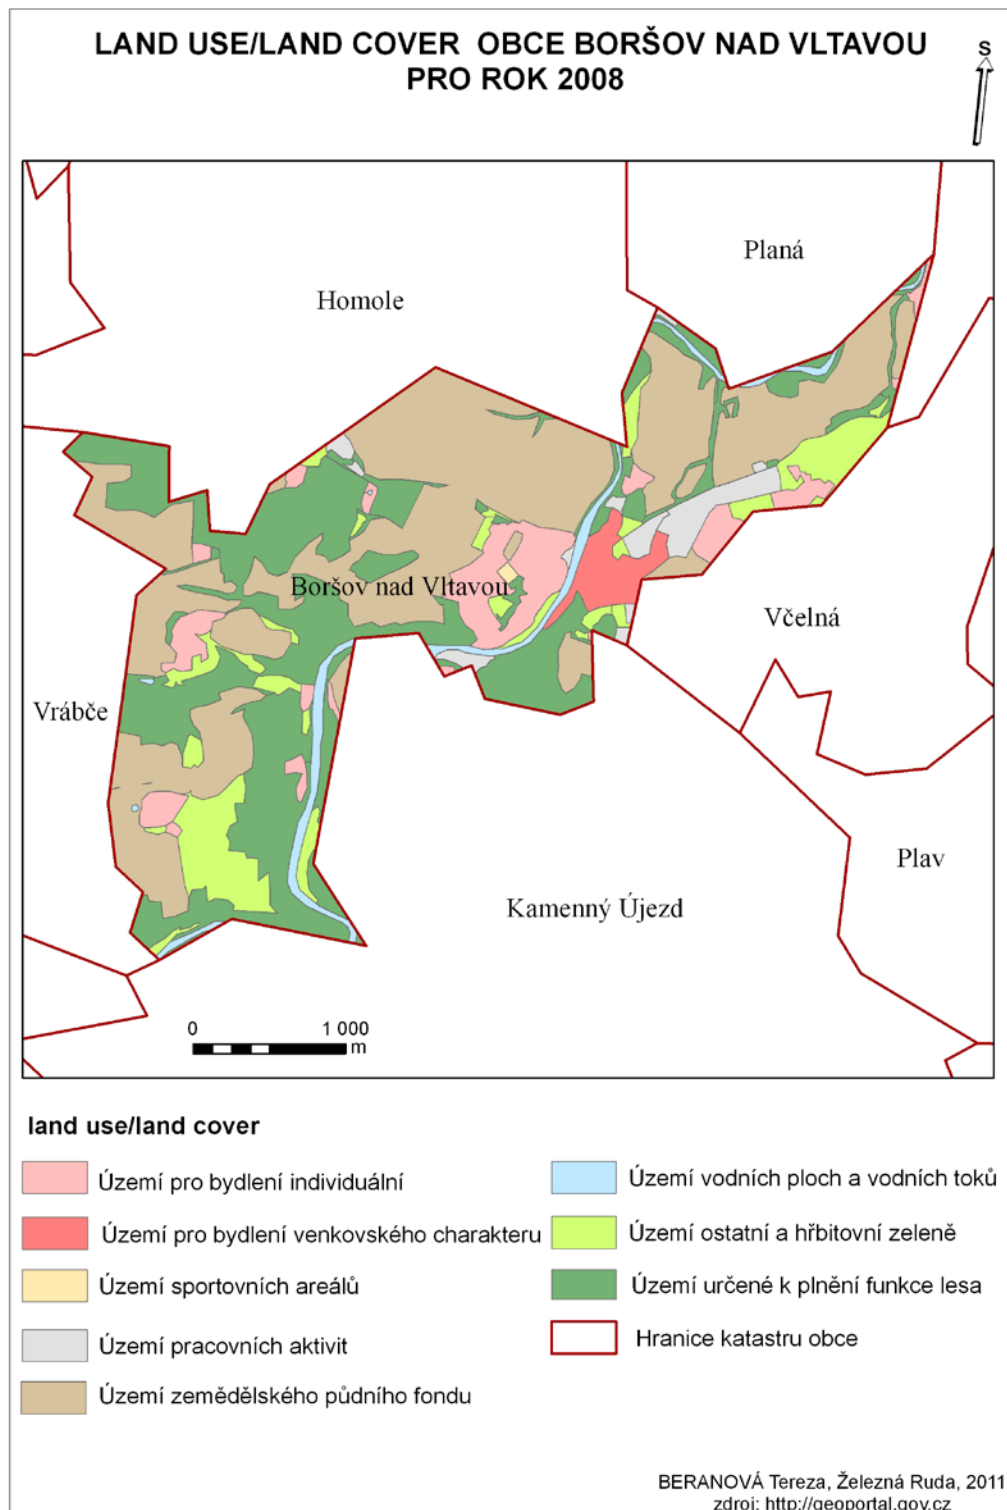 LAND USE/LAND COVER OBCE BORŠOV NAD VLTAVOU
PRO ROK 2008
S
Planá
Homole
Boršov nad Vltavou
Včelná
Vrábče
Plav
Kamenný Újezd
0 1 000
m
land use/land cover
Území pro bydlení individuální
Území pro bydlení venkovského charakteru
Území sportovních areálů
Území pracovních aktivit
Území zemědělského půdního fondu
Území vodních ploch a vodních toků
Území ostatní a hřbitovní zeleně
Území určené k plnění funkce lesa
Hranice katastru obce
BERANOVÁ Tereza, Železná Ruda, 2011
zdroj: http://geoportal.gov.cz